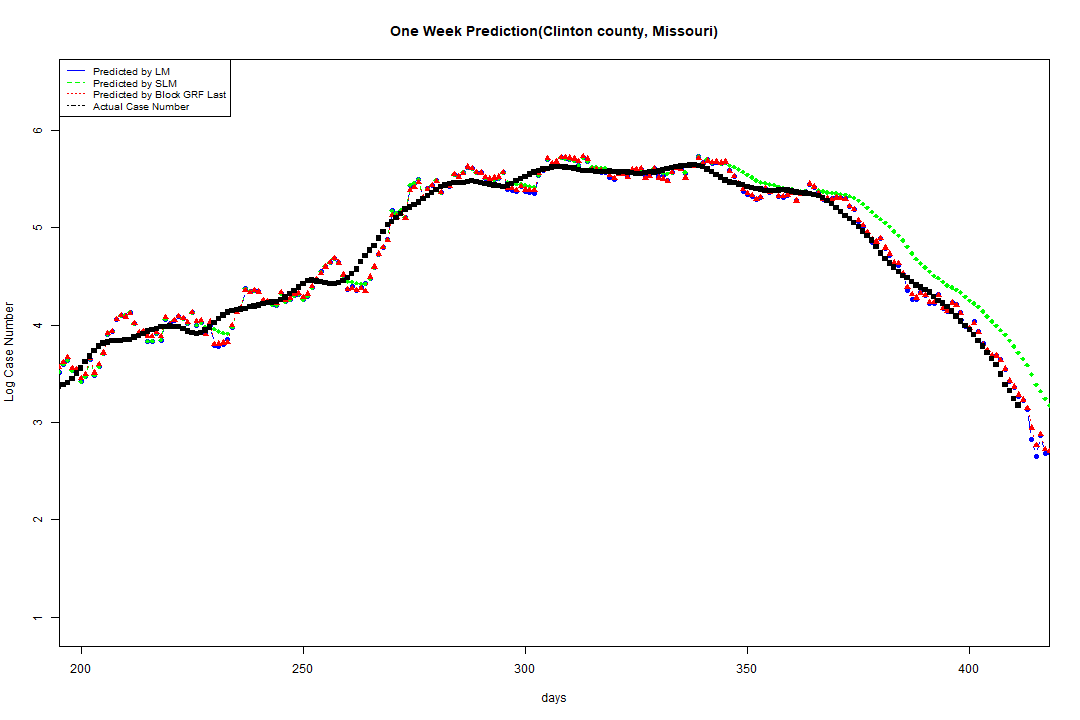 One Week Prediction(Clinton county, Missouri)
Predicted by LM
Predicted by SLM
Predicted by Block GRF Last
Actual Case Number
6
5
4
3
2
1
Log Case Number
200 250 300 350 400
days